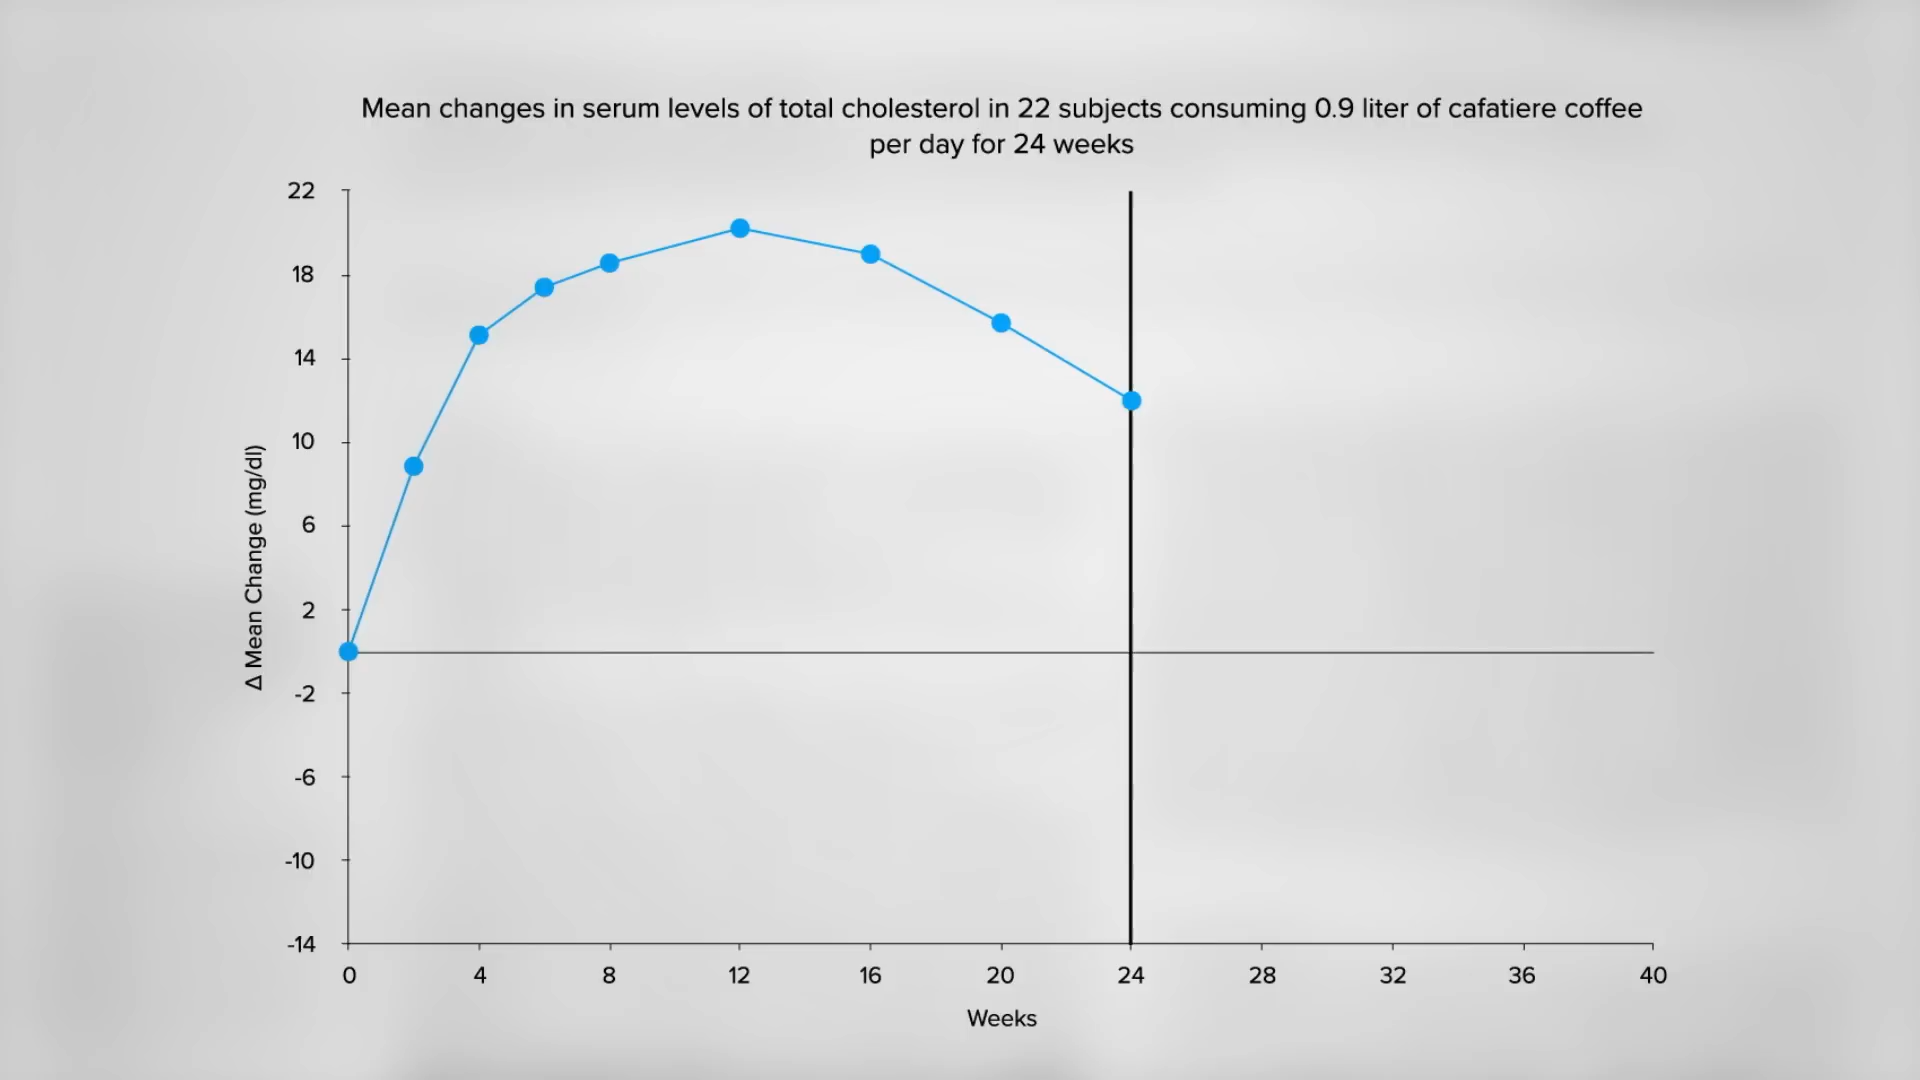 Mean changes in serum levels of total cholesterol in 22 subjects consuming 0.9 liter of cafatiere coffee
per day for 24 weeks
22
18
14
10
6
2
-2
-6
-10
-14
Δ Mean Change (mg/dl)
0 4 8 12 16 20 24 28 32 36 40
Weeks